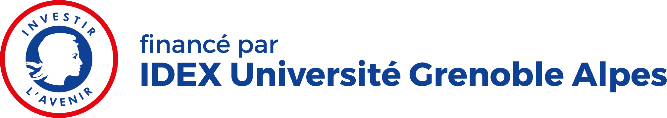 INVESTIR
L'AVENIR
financé par
IDEX Université Grenoble Alpes